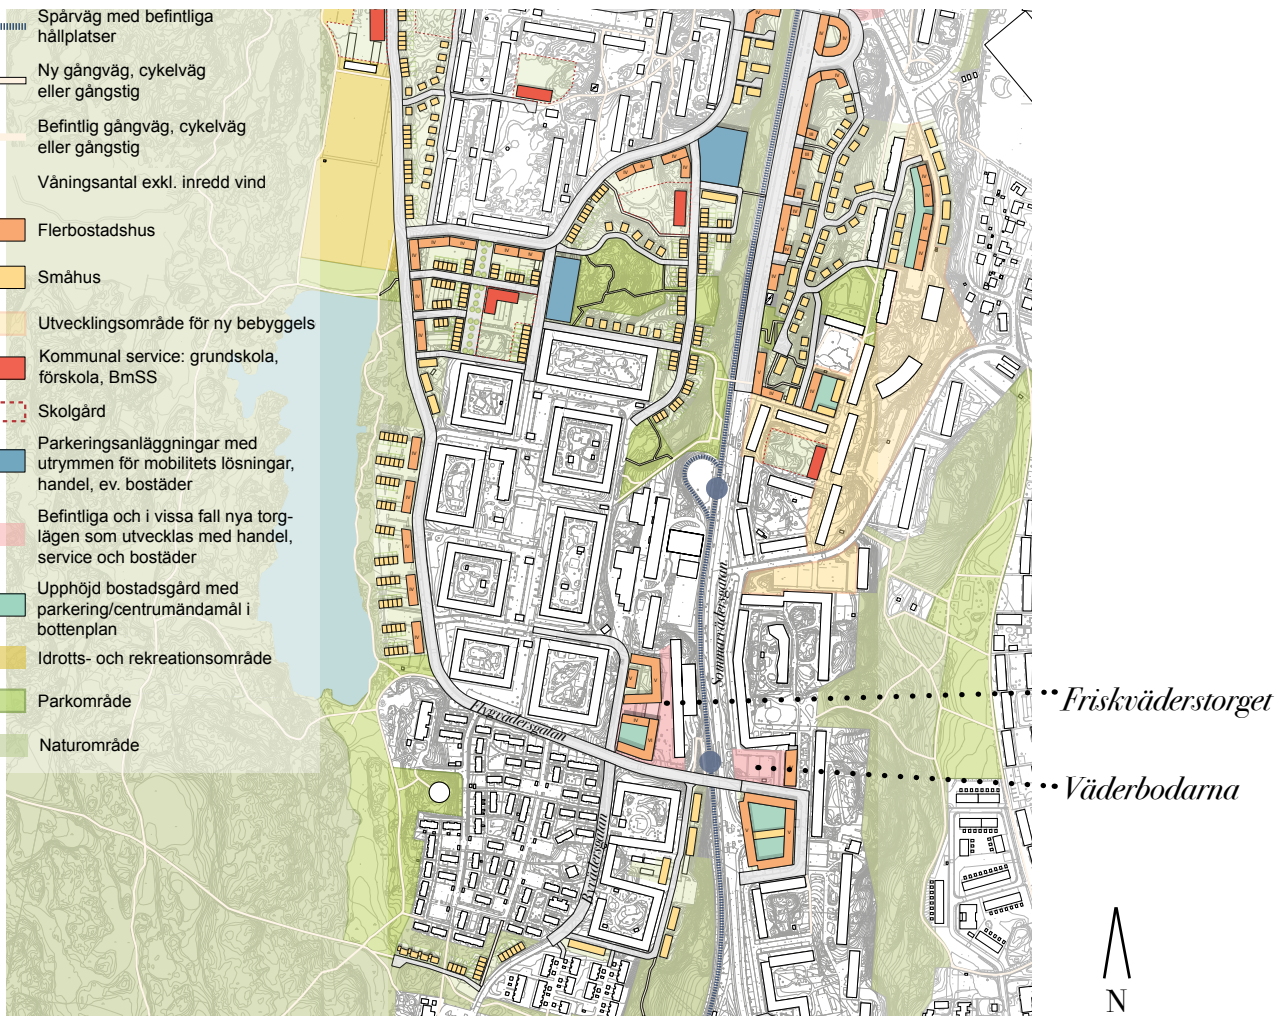 Spårväg med befintliga
hållplatser
Ny gångväg, cykelväg
eller gångstig
Befintlig gångväg, cykelväg
eller gångstig
Våningsantal exkl. inredd vind
Flerbostadshus
Småhus
Utvecklingsområde för ny bebyggels
Kommunal service: grundskola,
förskola, BmSS
Skolgård
Parkeringsanläggningar med
utrymmen för mobilitets lösningar,
handel, ev. bostäder
Befintliga och i vissa fall nya torg-
lägen som utvecklas med handel,
service och bostäder
Upphöjd bostadsgård med
parkering/centrumändamål i
bottenplan
Idrotts- och rekreationsområde
Parkområde
Naturområde
Sommarvädersgatan
Flygvädersgatan
Byvädersgatan
Friskväderstorget
Väderbodarna
N